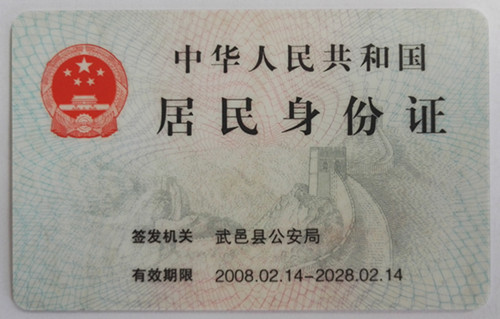 中华人民共和国
居民身份证
签发机关 武邑县公安局
有效期限 2008.02.14-2028.02.14